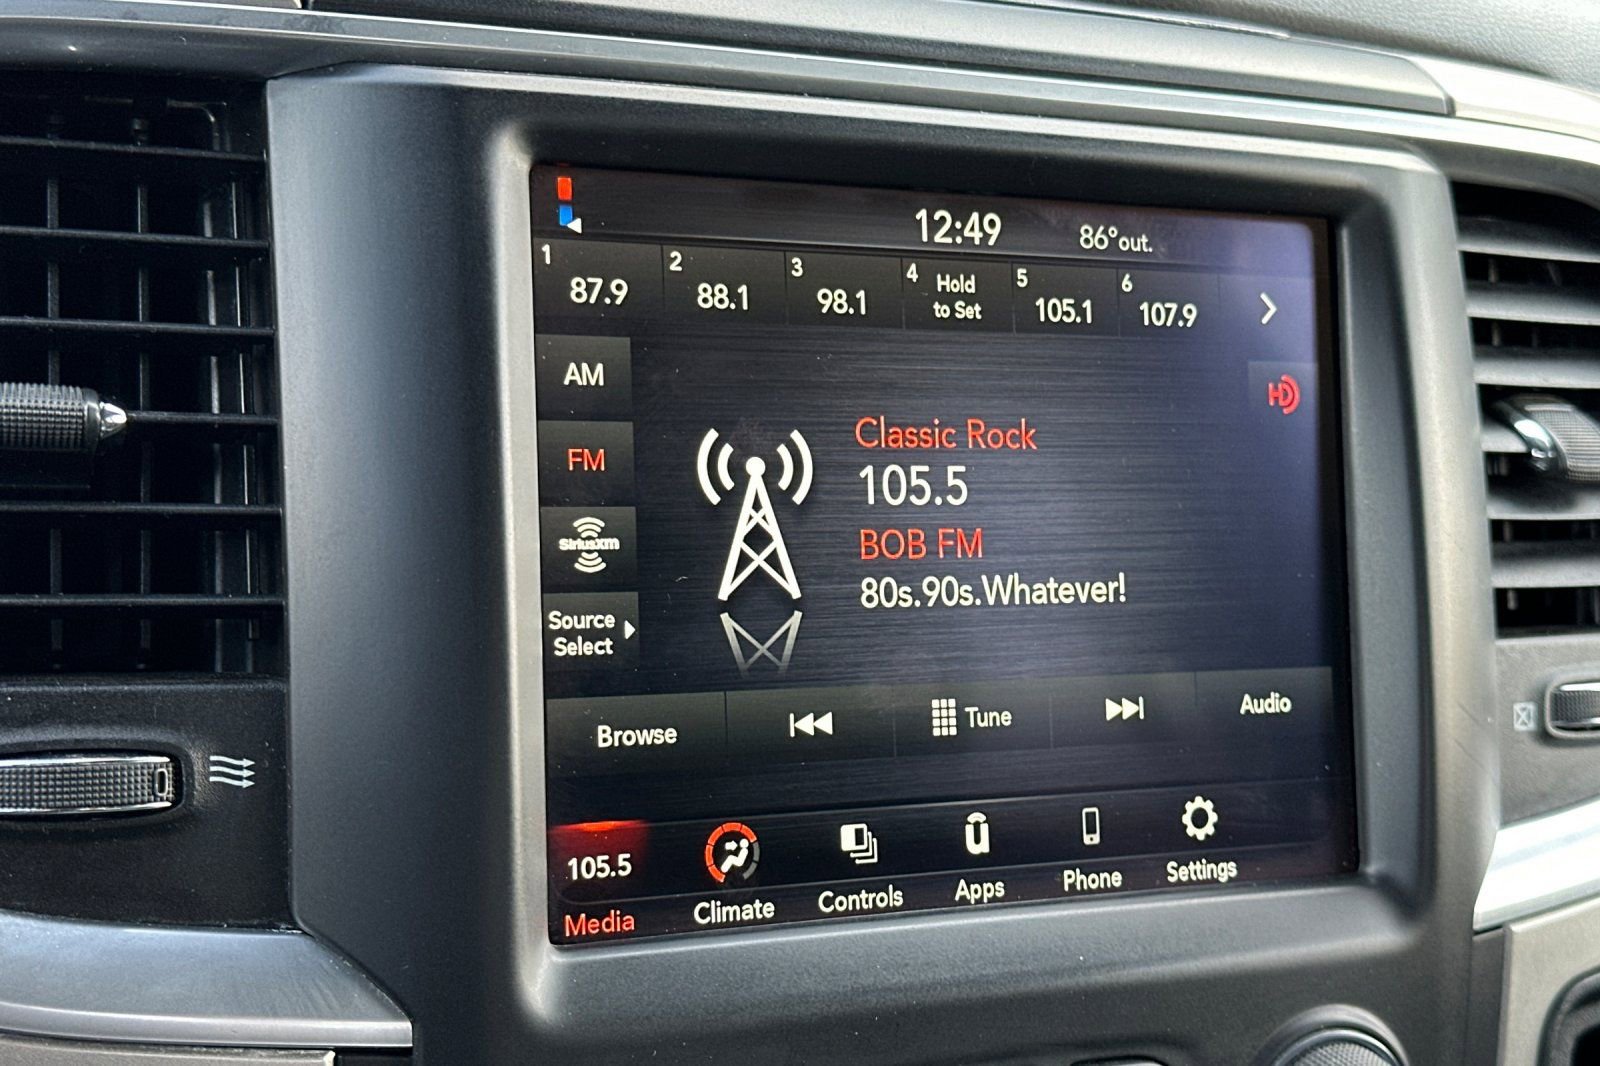 12:49
86°out.
1
87.9
2
88.1
3
98.1
4
Hold
to Set
5
105.1
6
107.9
AM
HD
Classic Rock
FM
105.5
BOB FM
SiriusXM
80s.90s.Whatever!
Source
Select
Browse
Tune
Audio
105.5
Media
Climate
Controls
Apps
Phone
Settings